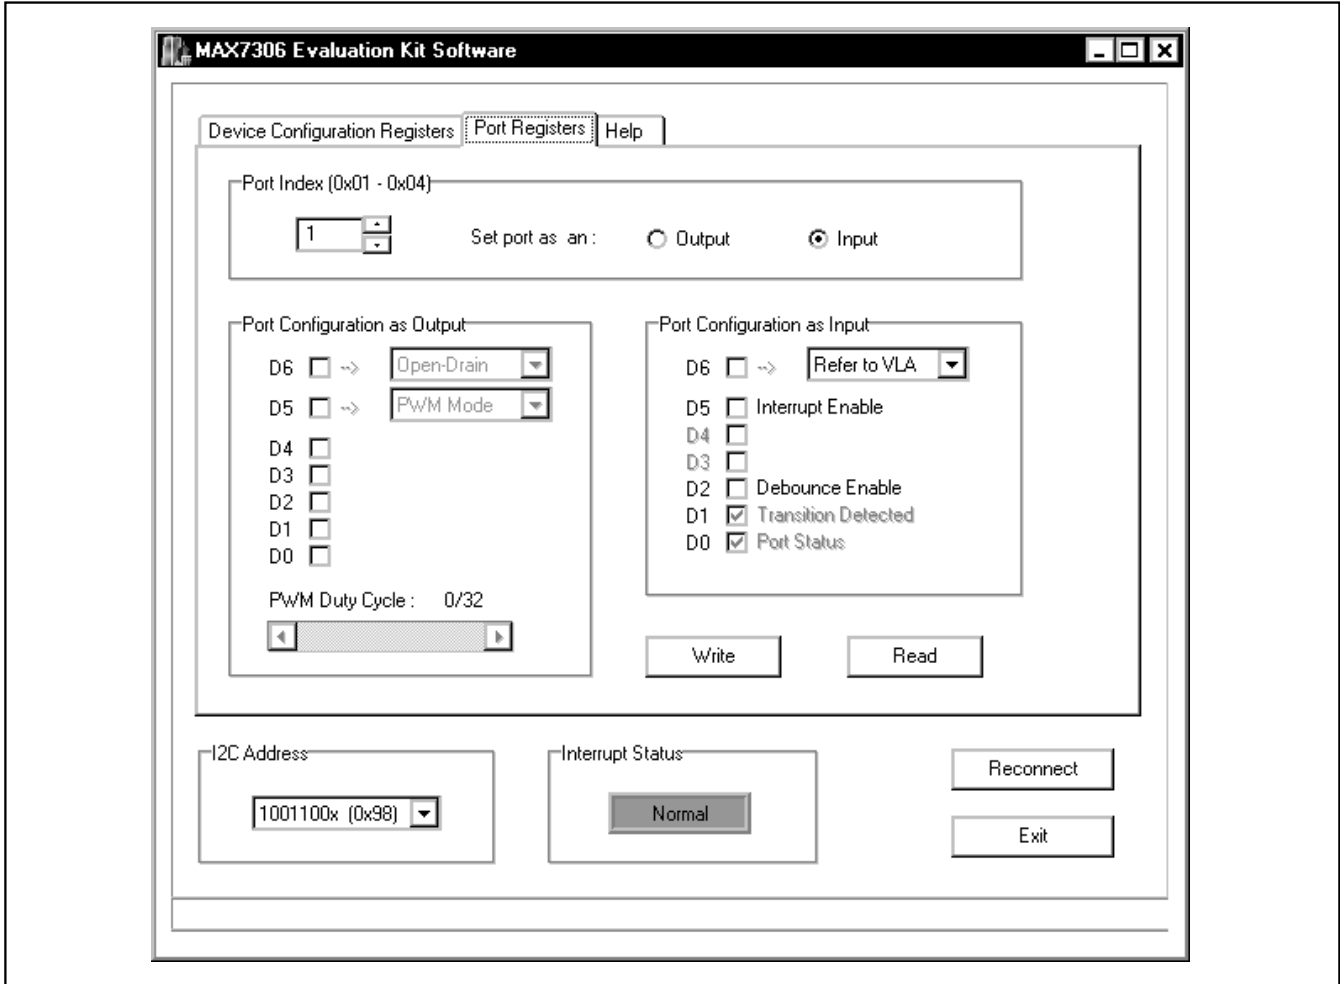 MAX7306 Evaluation Kit Software
Device Configuration Registers Port Registers Help
Port Index (0x01 - 0x04)
1 Set port as an : Output Input
Port Configuration as Output
D6 --> Open-Drain
D5 --> PWM Mode
D4
D3
D2
D1
D0
PWM Duty Cycle : 0/32
Port Configuration as Input
D6 --> Refer to VLA
D5 Interrupt Enable
D4
D3
D2 Debounce Enable
D1 Transition Detected
D0 Port Status
Write Read
I2C Address
1001100x (0x98)
Interrupt Status
Normal
Reconnect
Exit